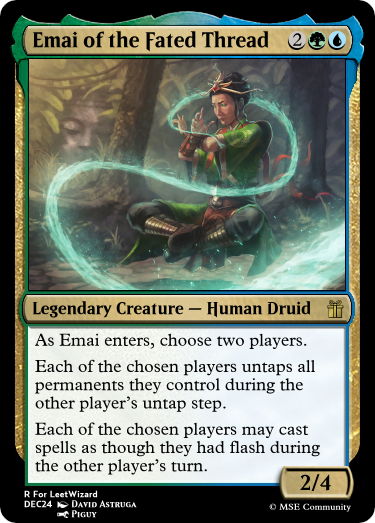 Emai of the Fated Thread 2
Legendary Creature — Human Druid
As Emai enters, choose two players.
Each of the chosen players untaps all
permanents they control during the
other player's untap step.
Each of the chosen players may cast
spells as though they had flash during
the other player's turn.
2/4
R For LeetWizard
DEC24 David Astruga
Piguy
© MSE Community